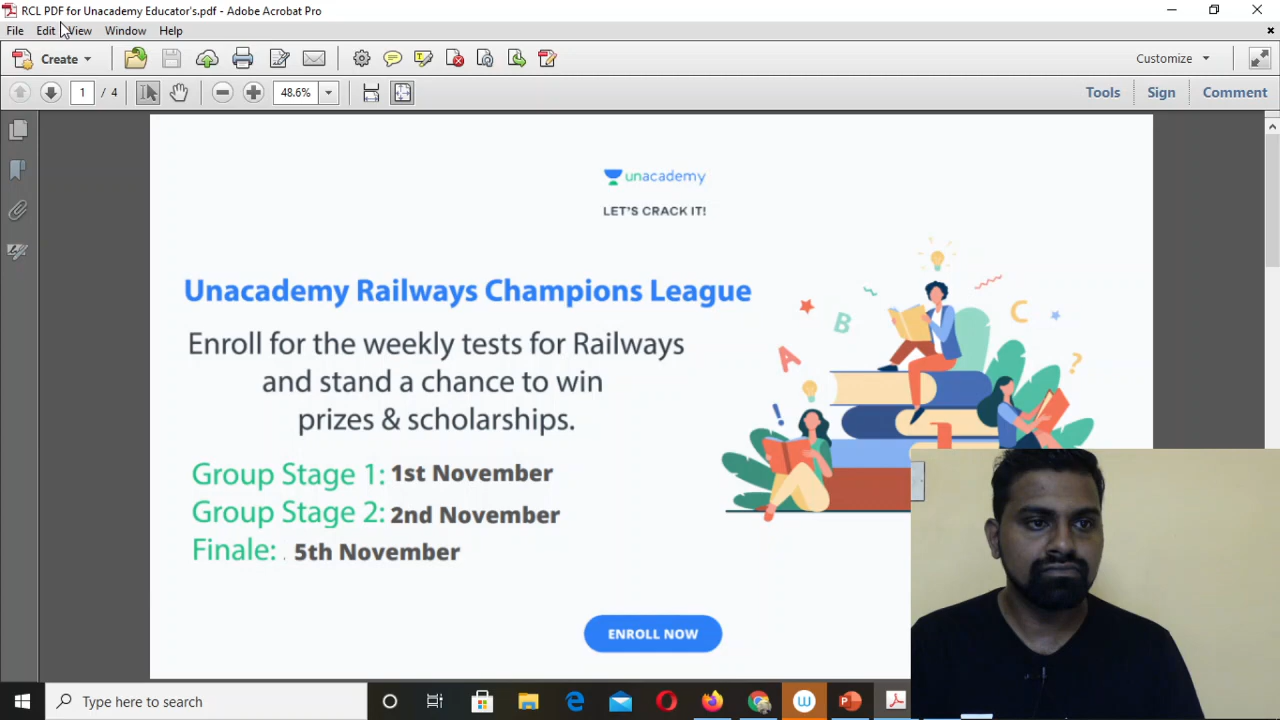 RCL PDF for Unacademy Educator's.pdf - Adobe Acrobat Pro
File Edit View Window Help
Create
Customize
1 / 4
48.6%
Tools Sign Comment
unacademy
LET'S CRACK IT!
Unacademy Railways Champions League
Enroll for the weekly tests for Railways
and stand a chance to win
prizes & scholarships.
Group Stage 1: 1st November
Group Stage 2: 2nd November
Finale: 5th November
A
B
C
?
!
ENROLL NOW
Type here to search